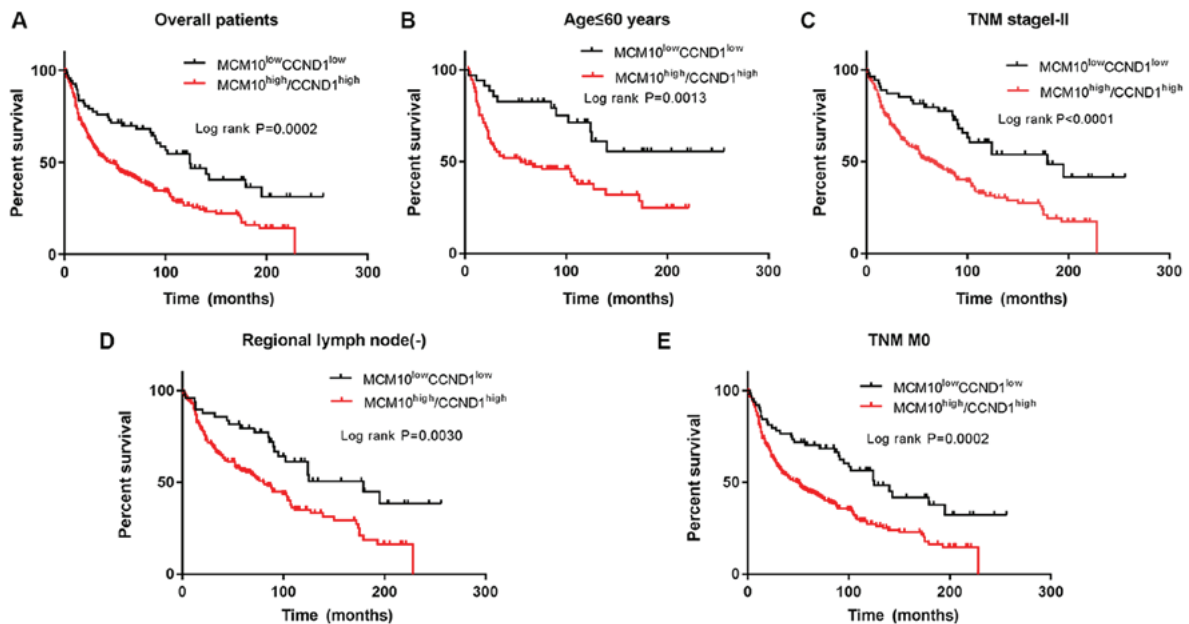 A Overall patients
MCM10lowCCND1low
MCM10high/CCND1high
Log rank P=0.0002
Percent survival
100
50
0
0 100 200 300
Time (months)
B Age≤60 years
MCM10lowCCND1low
MCM10high/CCND1high
Log rank P=0.0013
Percent survival
100
50
0
0 100 200 300
Time (months)
C TNM stageI-II
MCM10lowCCND1low
MCM10high/CCND1high
Log rank P<0.0001
Percent survival
100
50
0
0 100 200 300
Time (months)
D Regional lymph node(-)
MCM10lowCCND1low
MCM10high/CCND1high
Log rank P=0.0030
Percent survival
100
50
0
0 100 200 300
Time (months)
E TNM M0
MCM10lowCCND1low
MCM10high/CCND1high
Log rank P=0.0002
Percent survival
100
50
0
0 100 200 300
Time (months)